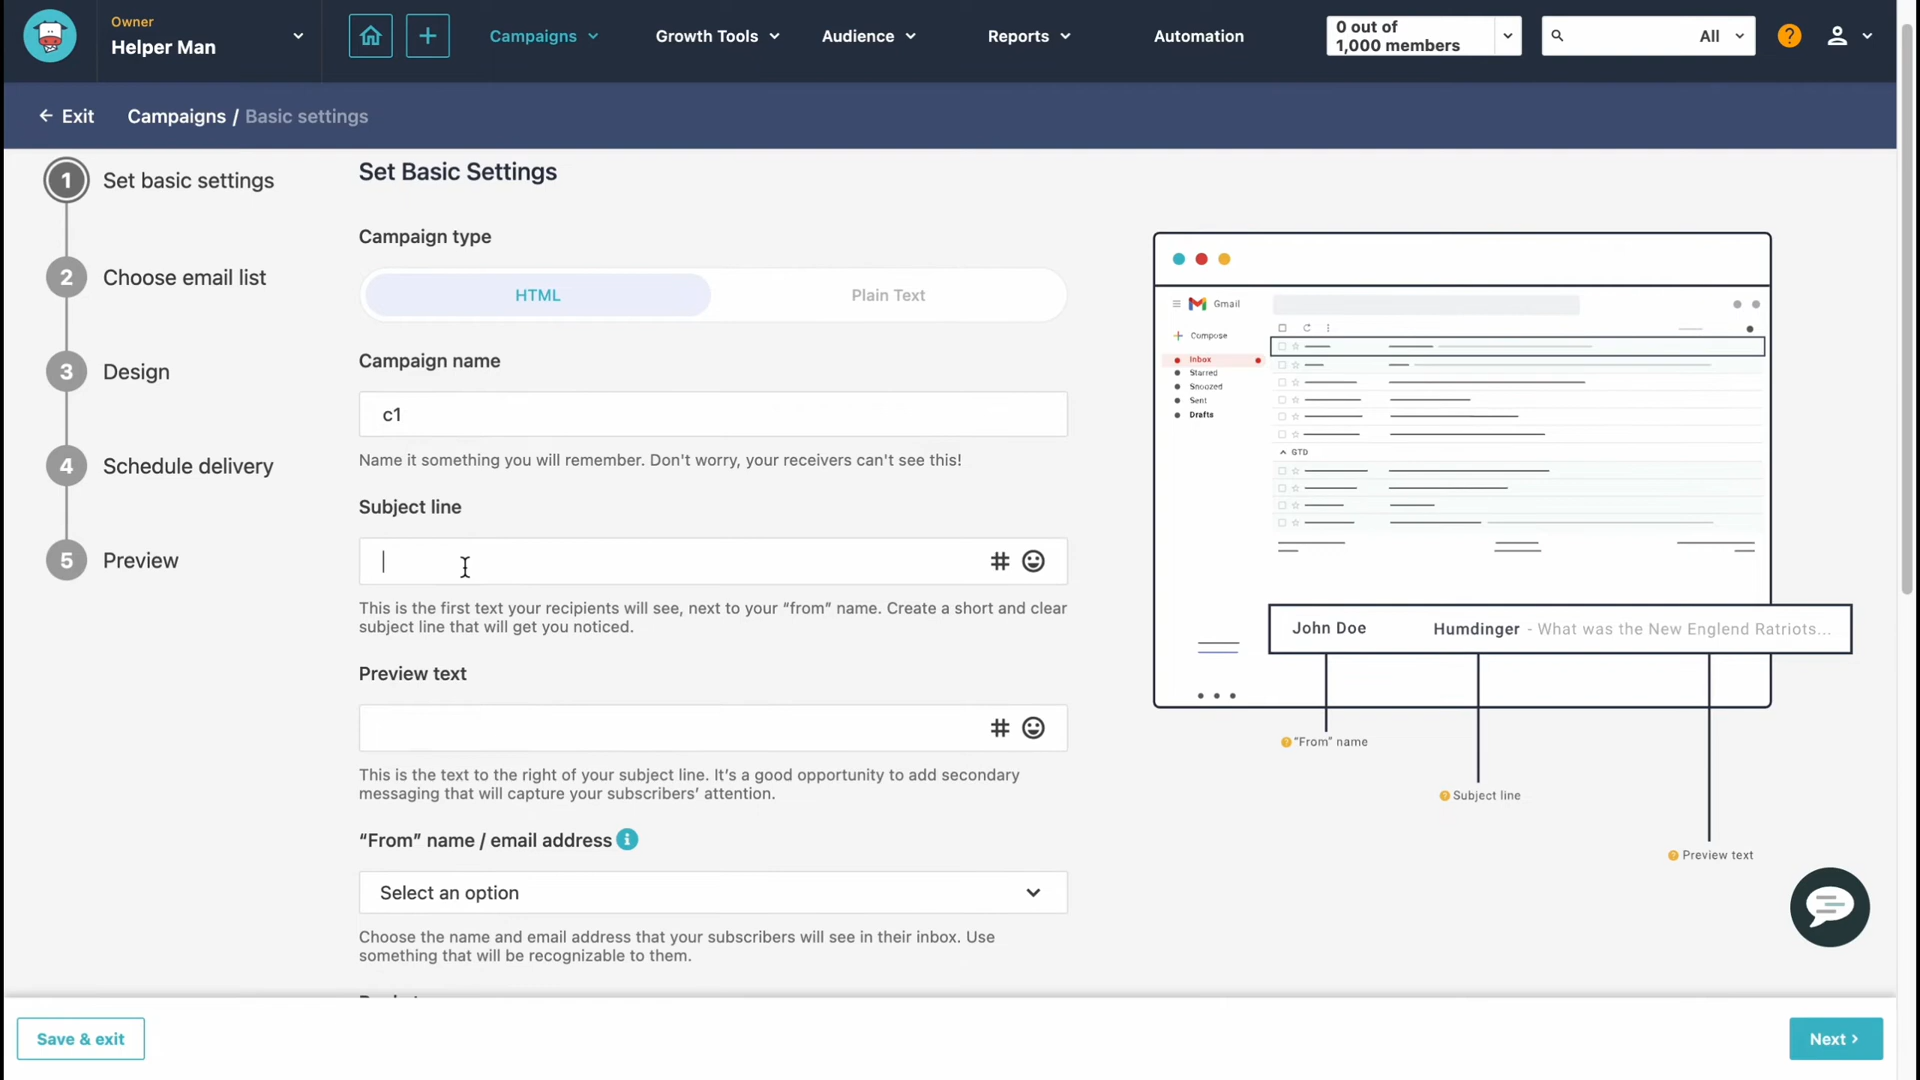 Owner
Helper Man
Campaigns
Growth Tools
Audience
Reports
Automation
0 out of
1,000 members
All
?
Exit
Campaigns / Basic settings
1 Set basic settings
2 Choose email list
3 Design
4 Schedule delivery
5 Preview
Set Basic Settings
Campaign type
HTML
Plain Text
Campaign name
c1
Name it something you will remember. Don't worry, your receivers can't see this!
Subject line
#
This is the first text your recipients will see, next to your “from” name. Create a short and clear
subject line that will get you noticed.
Preview text
#
This is the text to the right of your subject line. It’s a good opportunity to add secondary
messaging that will capture your subscribers’ attention.
“From” name / email address
Select an option
Choose the name and email address that your subscribers will see in their inbox. Use
something that will be recognizable to them.
Gmail
Compose
Inbox
Starred
Snoozed
Sent
Drafts
GTD
John Doe Humdinger - What was the New Englend Ratriots...
? “From” name
? Subject line
? Preview text
Save & exit
Next >